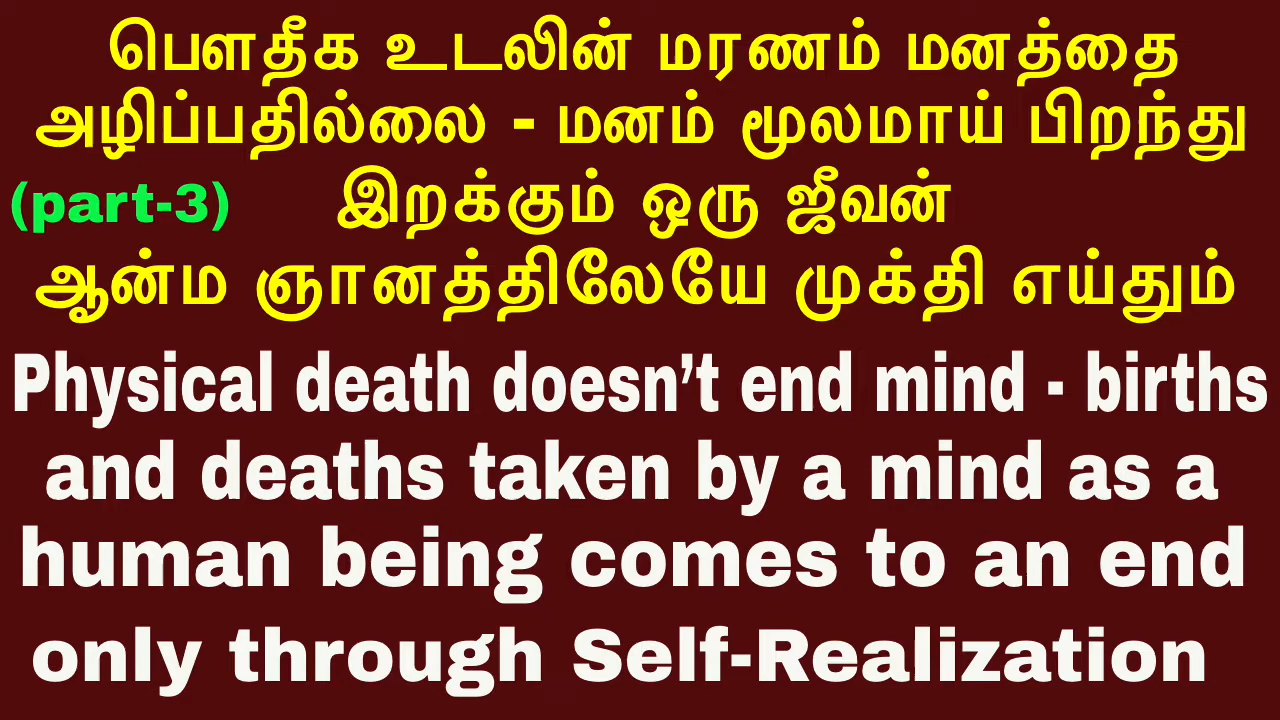 பௌதீக உடலின் மரணம் மனத்தை
அழிப்பதில்லை - மனம் மூலமாய் பிறந்து
(part-3) இறக்கும் ஒரு ஜீவன்
ஆன்ம ஞானத்திலேயே முக்தி எய்தும்
Physical death doesn’t end mind - births
and deaths taken by a mind as a
human being comes to an end
only through Self-Realization